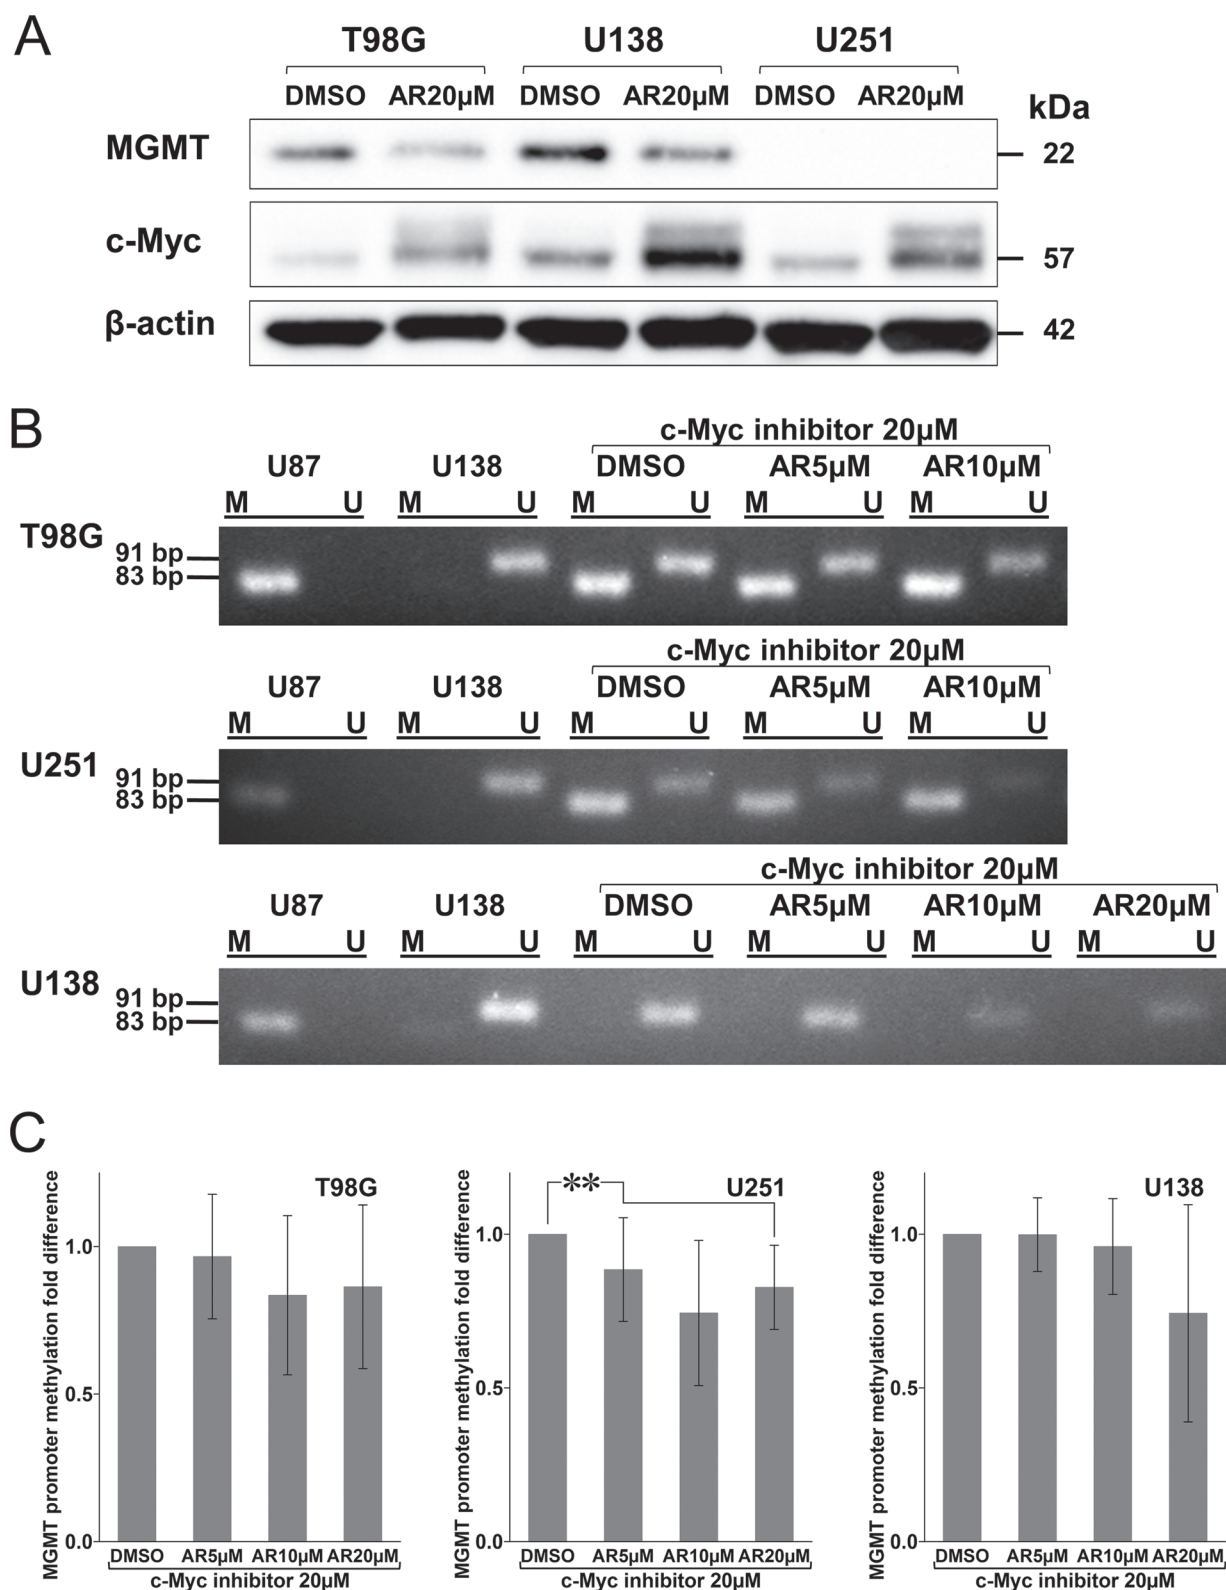 A
T98G U138 U251
DMSO AR20µM DMSO AR20µM DMSO AR20µM
kDa
MGMT 22
c-Myc 57
β-actin 42
B
c-Myc inhibitor 20µM
U87 U138 DMSO AR5µM AR10µM
M U M U M U M U M U
T98G
91 bp
83 bp
c-Myc inhibitor 20µM
U87 U138 DMSO AR5µM AR10µM
M U M U M U M U M U
U251
91 bp
83 bp
c-Myc inhibitor 20µM
U87 U138 DMSO AR5µM AR10µM AR20µM
M U M U M U M U M U M U
U138
91 bp
83 bp
C
MGMT promoter methylation fold difference
T98G
1.0
0.5
0.0
DMSO AR5µM AR10µM AR20µM
c-Myc inhibitor 20µM
MGMT promoter methylation fold difference
**
U251
1.0
0.5
0.0
DMSO AR5µM AR10µM AR20µM
c-Myc inhibitor 20µM
MGMT promoter methylation fold difference
U138
1.0
0.5
0.0
DMSO AR5µM AR10µM AR20µM
c-Myc inhibitor 20µM